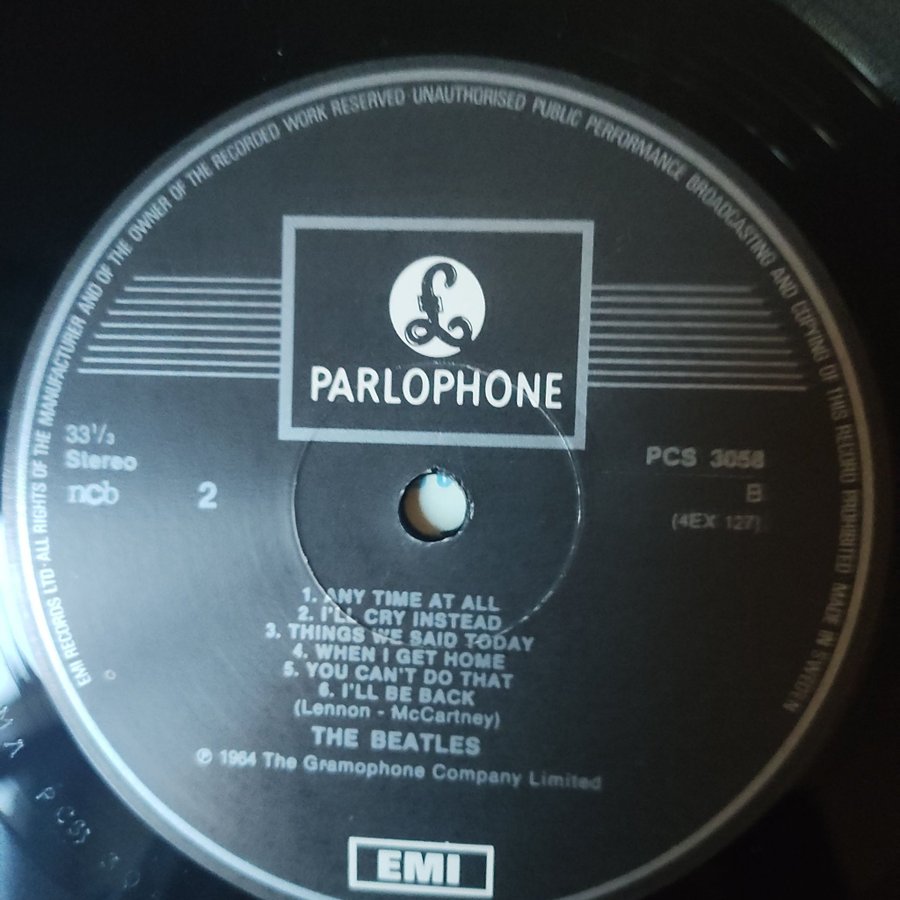 EMI RECORDS LTD·ALL RIGHTS OF THE MANUFACTURER AND OF THE OWNER OF THE RECORDED WORK RESERVED·UNAUTHORISED PUBLIC PERFORMANCE BROADCASTING AND COPYING OF THIS RECORD PROHIBITED MADE IN SWEDEN
£
PARLOPHONE
33⅓
Stereo
ncb
2
PCS 3058
B
(4EX 127)
1. ANY TIME AT ALL
2. I'LL CRY INSTEAD
3. THINGS WE SAID TODAY
4. WHEN I GET HOME
5. YOU CAN'T DO THAT
6. I'LL BE BACK
(Lennon - McCartney)
THE BEATLES
℗ 1964 The Gramophone Company Limited
EMI
PCS 3